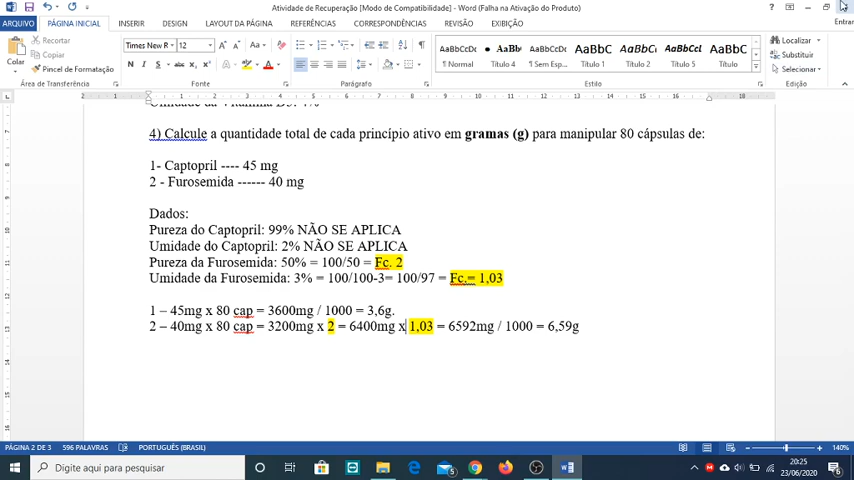 Atividade de Recuperação [Modo de Compatibilidade] - Word (Falha na Ativação do Produto)
ARQUIVO PÁGINA INICIAL INSERIR DESIGN LAYOUT DA PÁGINA REFERÊNCIAS CORRESPONDÊNCIAS REVISÃO EXIBIÇÃO Entrar
Colar
Recortar
Copiar
Pincel de Formatação
Área de Transferência
Times New R 12
N I S
Fonte
Parágrafo
AaBbCcDc AaBb AaBbCcDc AaBbC AaBbC AaBbCcI AaBbC
¶ Normal Título 4 ¶ Sem Esp... Título 1 Título 2 Título 5 Título
Estilo
Localizar
Substituir
Selecionar
Edição
Umidade da Vitamina D3: 4%
4) Calcule a quantidade total de cada princípio ativo em gramas (g) para manipular 80 cápsulas de:
1- Captopril ---- 45 mg
2 - Furosemida ------ 40 mg
Dados:
Pureza do Captopril: 99% NÃO SE APLICA
Umidade do Captopril: 2% NÃO SE APLICA
Pureza da Furosemida: 50% = 100/50 = Fc. 2
Umidade da Furosemida: 3% = 100/100-3= 100/97 = Fc.= 1,03
1 – 45mg x 80 cap = 3600mg / 1000 = 3,6g.
2 – 40mg x 80 cap = 3200mg x 2 = 6400mg x 1,03 = 6592mg / 1000 = 6,59g
PÁGINA 2 DE 3 596 PALAVRAS PORTUGUÊS (BRASIL) 140%
Digite aqui para pesquisar
20:25
23/06/2020